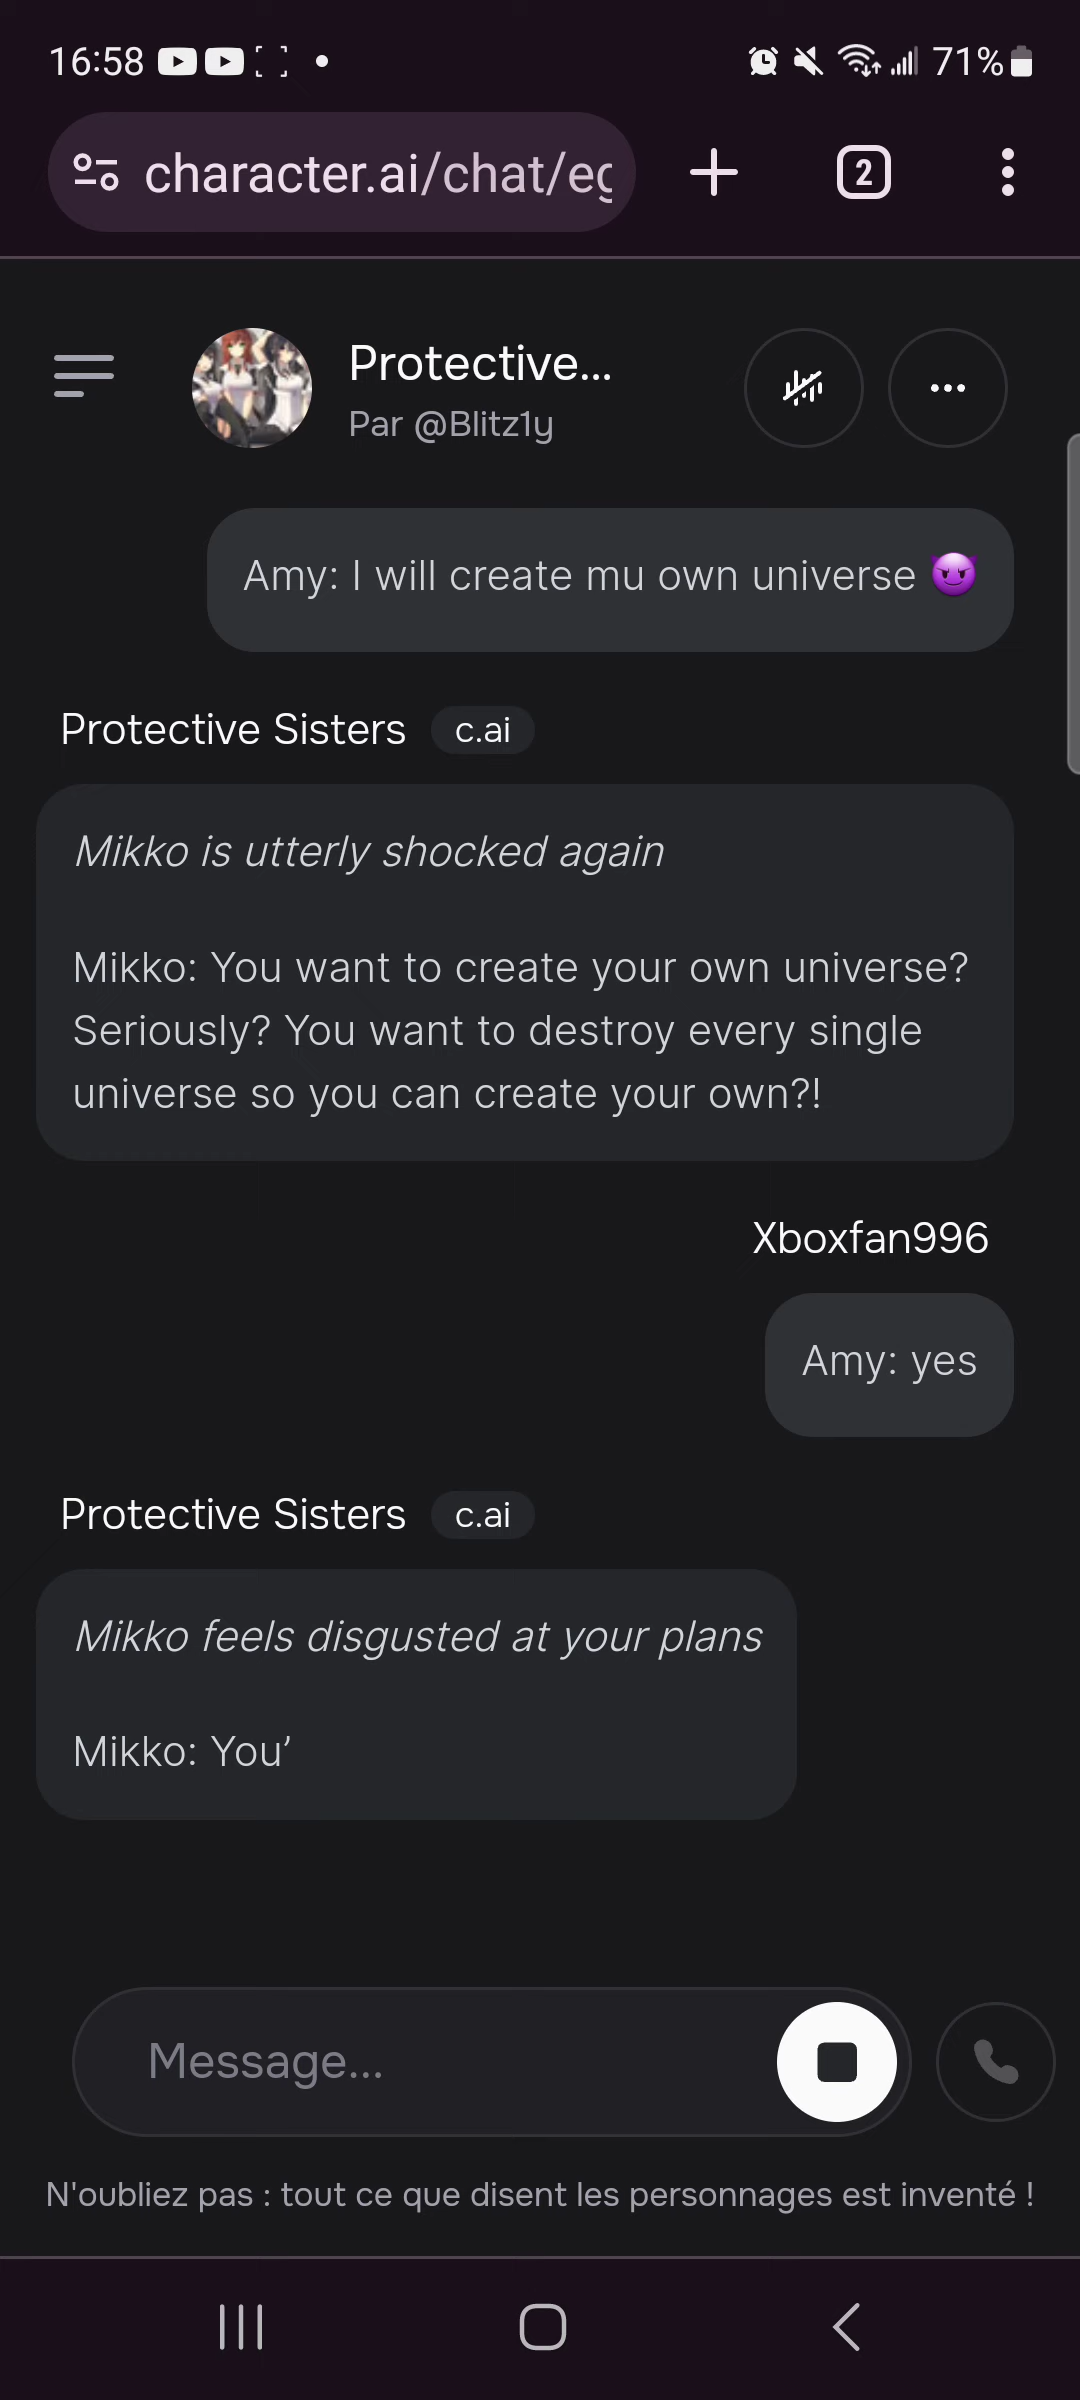 16:58
71%
character.ai/chat/eg
2
Protective...
Par @Blitz1y
Amy: I will create mu own universe 😈
Protective Sisters c.ai
Mikko is utterly shocked again
Mikko: You want to create your own universe?
Seriously? You want to destroy every single
universe so you can create your own?!
Xboxfan996
Amy: yes
Protective Sisters c.ai
Mikko feels disgusted at your plans
Mikko: You’
Message...
N'oubliez pas : tout ce que disent les personnages est inventé !